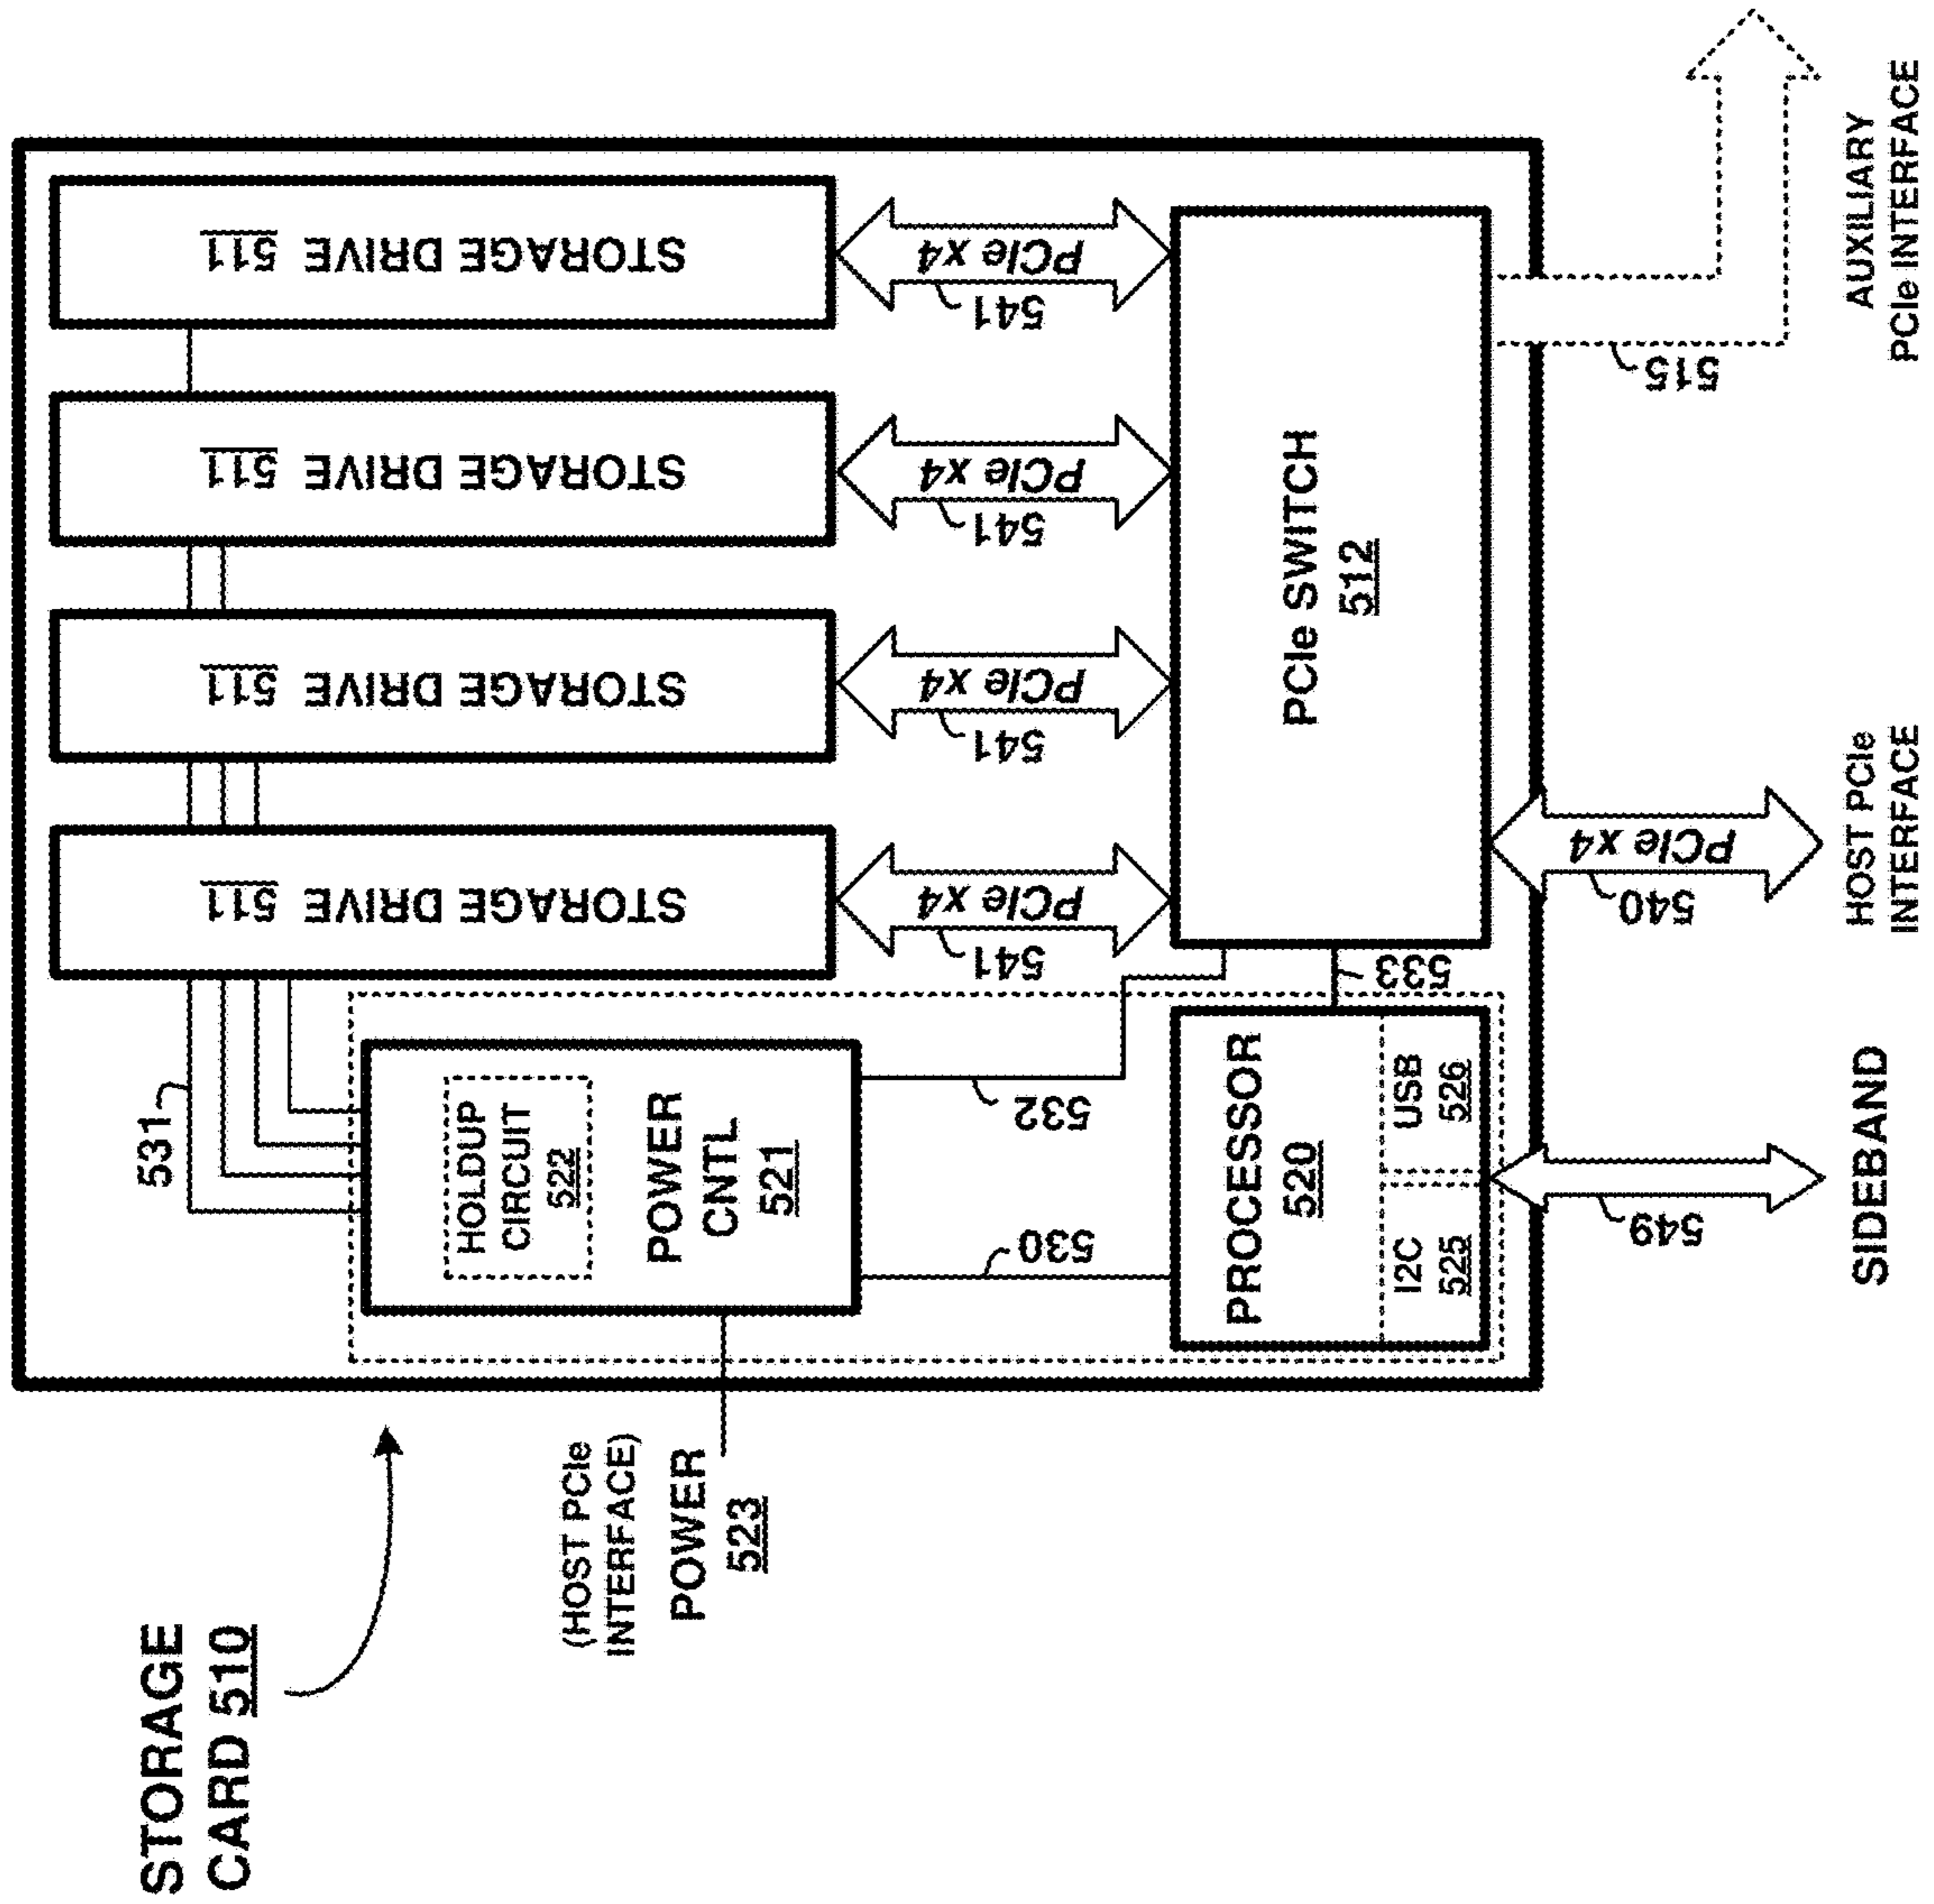 STORAGE
CARD 510
(HOST PCIe
INTERFACE)
POWER
523
531
HOLDUP
CIRCUIT
522
POWER
CNTL
521
530
532
PROCESSOR
520
I2C
525
USB
526
533
549
SIDEBAND
STORAGE DRIVE 511
STORAGE DRIVE 511
STORAGE DRIVE 511
STORAGE DRIVE 511
PCIe x4
541
PCIe x4
541
PCIe x4
541
PCIe x4
541
PCIe SWITCH
512
PCIe x4
540
HOST PCIe
INTERFACE
515
AUXILIARY
PCIe INTERFACE